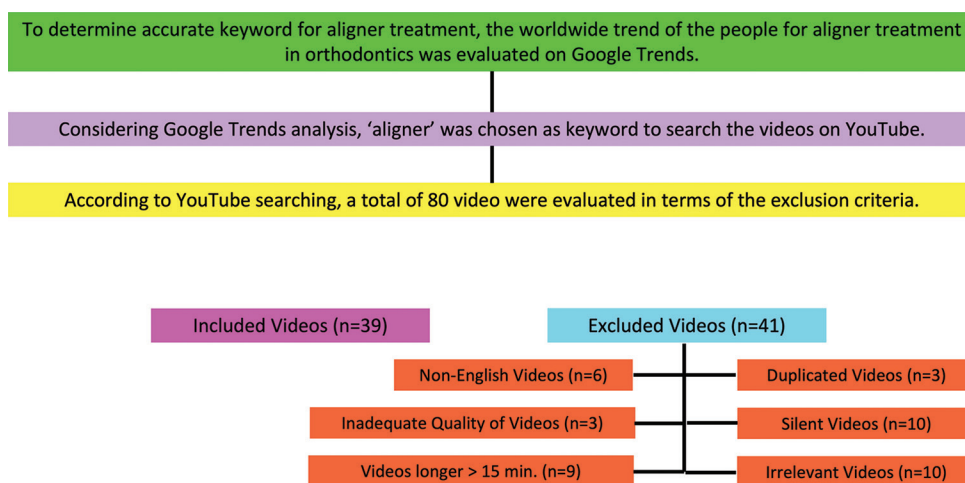 To determine accurate keyword for aligner treatment, the worldwide trend of the people for aligner treatment
in orthodontics was evaluated on Google Trends.
Considering Google Trends analysis, ‘aligner’ was chosen as keyword to search the videos on YouTube.
According to YouTube searching, a total of 80 video were evaluated in terms of the exclusion criteria.
Included Videos (n=39)
Excluded Videos (n=41)
Non-English Videos (n=6)
Duplicated Videos (n=3)
Inadequate Quality of Videos (n=3)
Silent Videos (n=10)
Videos longer > 15 min. (n=9)
Irrelevant Videos (n=10)